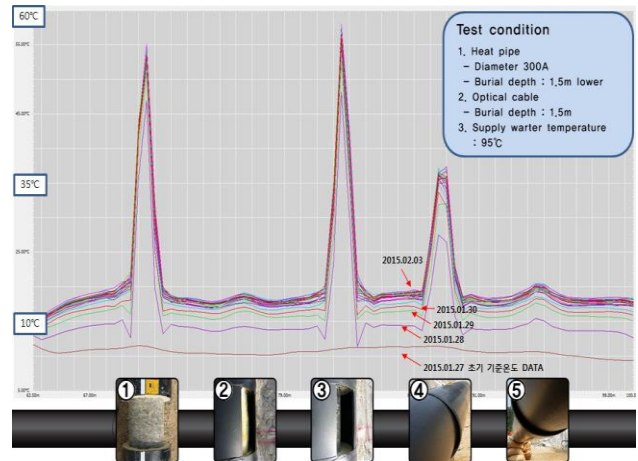 60℃
Test condition
1. Heat pipe
- Diameter 300A
- Burial depth : 1.5m lower
2. Optical cable
- Burial depth : 1.5m
3. Supply warter temperature
: 95℃
35℃
2015.02.03
2015.01.30
2015.01.29
2015.01.28
10℃
2015.01.27 초기 기준온도 DATA
① ② ③ ④ ⑤